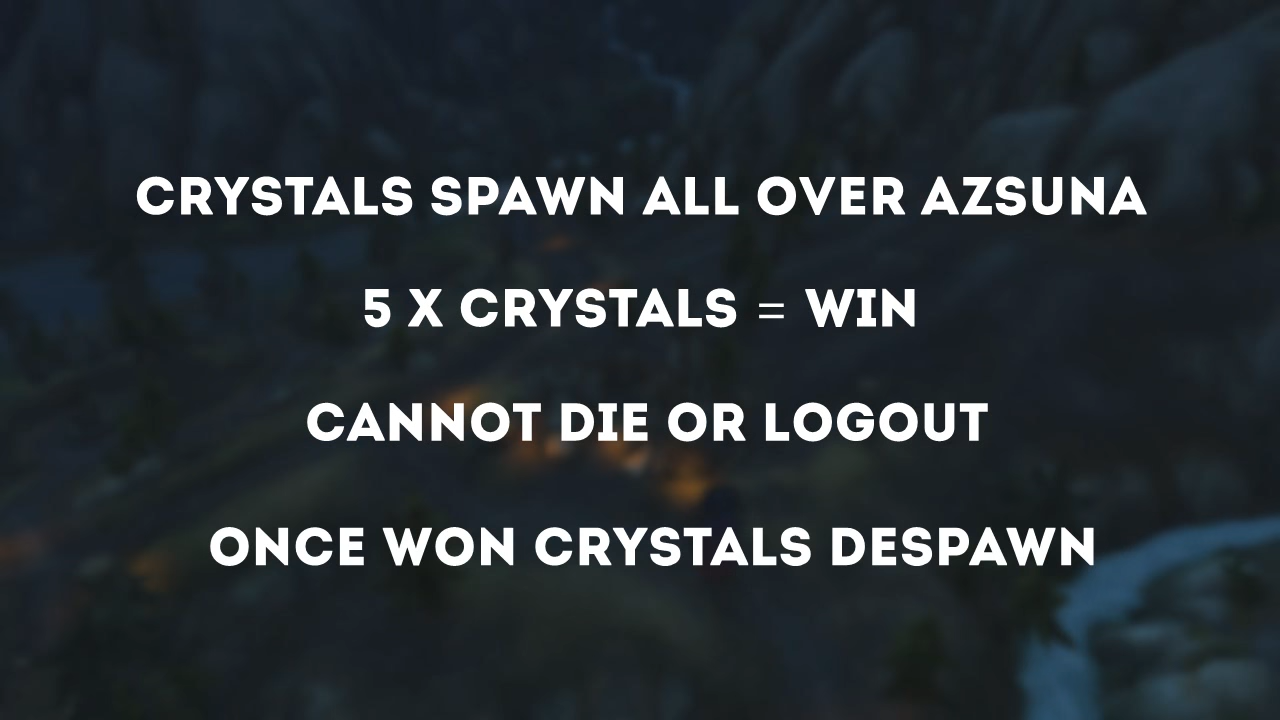 CRYSTALS SPAWN ALL OVER AZSUNA
5 X CRYSTALS = WIN
CANNOT DIE OR LOGOUT
ONCE WON CRYSTALS DESPAWN